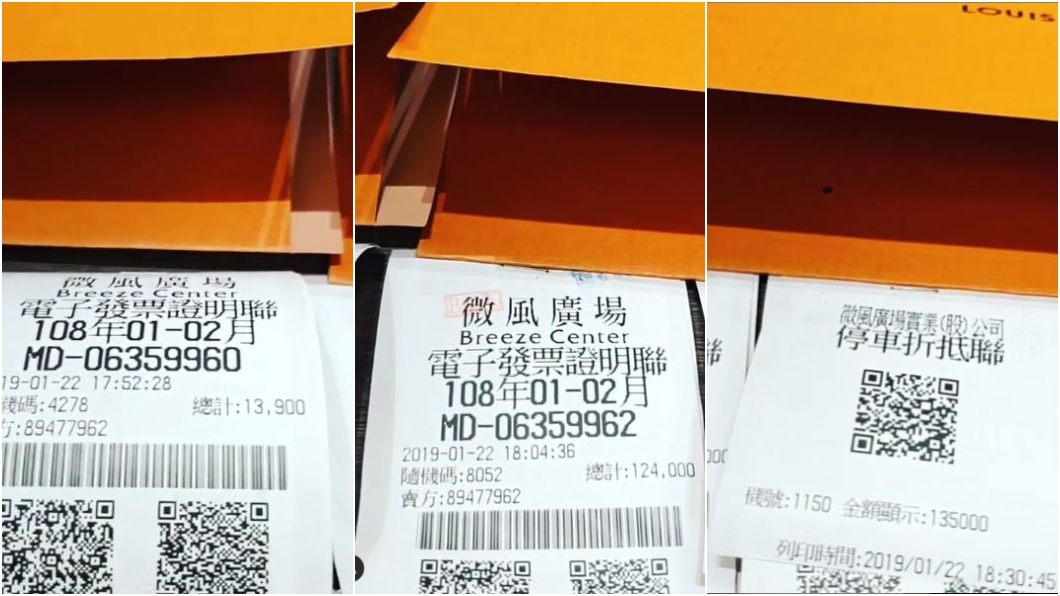 微風廣場
Breeze Center
電子發票證明聯
108年01-02月
MD-06359960
19-01-22 17:52:28
機碼:4278 總計:13,900
方:89477962
微風廣場
Breeze Center
電子發票證明聯
108年01-02月
MD-06359962
2019-01-22 18:04:36
隨機碼:8052 總計:124,000
賣方:89477962
LOUIS
微風廣場實業(股)公司
停車折抵聯
機號:1150 金額顯示:135000
列印時間:2019/01/22 18:30:45